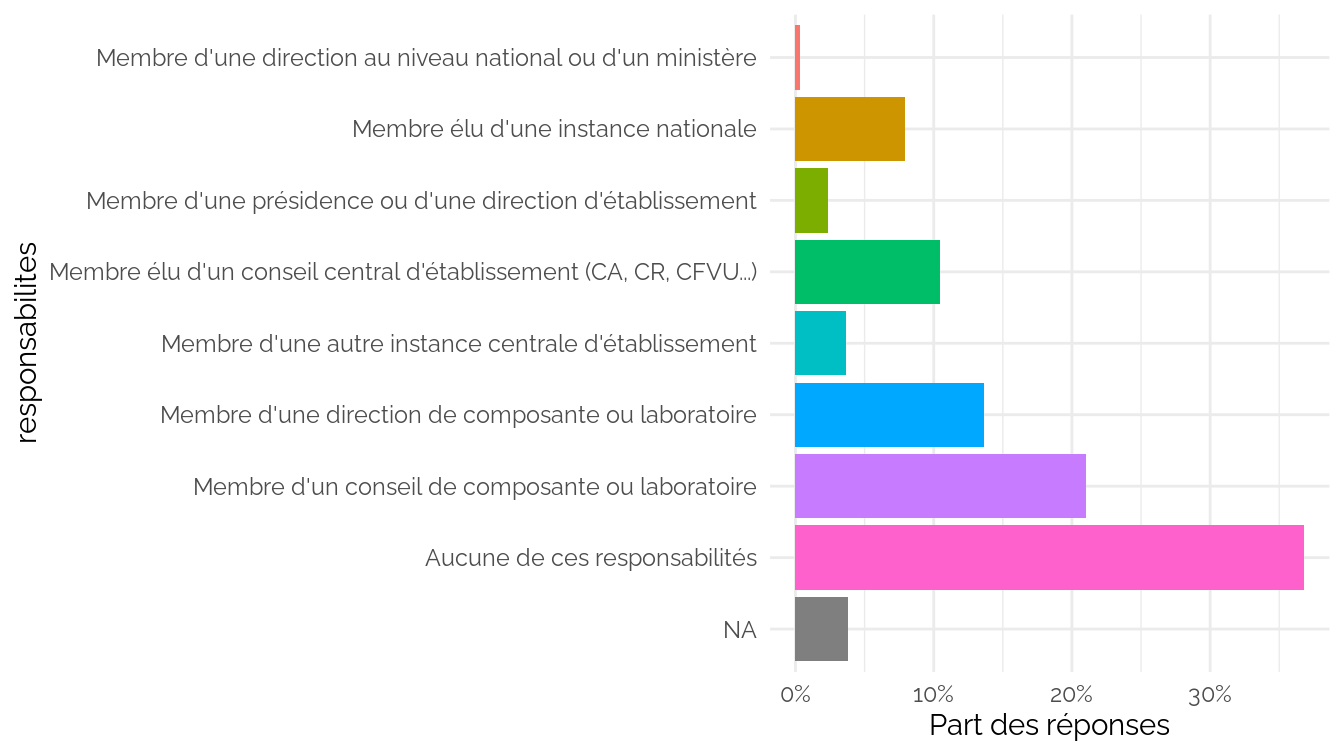 Membre d'une direction au niveau national ou d'un ministère
Membre élu d'une instance nationale
Membre d'une présidence ou d'une direction d'établissement
Membre élu d'un conseil central d'établissement (CA, CR, CFVU...)
Membre d'une autre instance centrale d'établissement
Membre d'une direction de composante ou laboratoire
Membre d'un conseil de composante ou laboratoire
Aucune de ces responsabilités
NA
responsabilites
0% 10% 20% 30%
Part des réponses